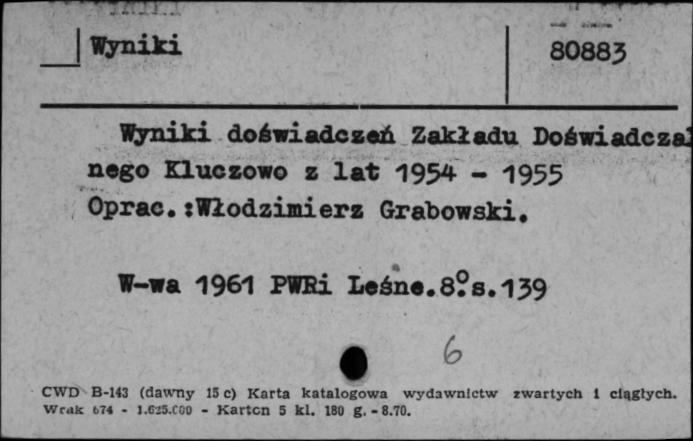 Wyniki
80883
Wyniki doświadczeń Zakładu Doświadczal
nego Kluczowo z lat 1954 - 1955
Oprac.:Włodzimierz Grabowski.
W-wa 1961 PWRi Leśne.8°.s.139
6
CWD B-143 (dawny 15 c) Karta katalogowa wydawnictw zwartych i ciągłych.
Wrak 674 - 1.625.000 - Karton 5 kl. 180 g. - 8.70.